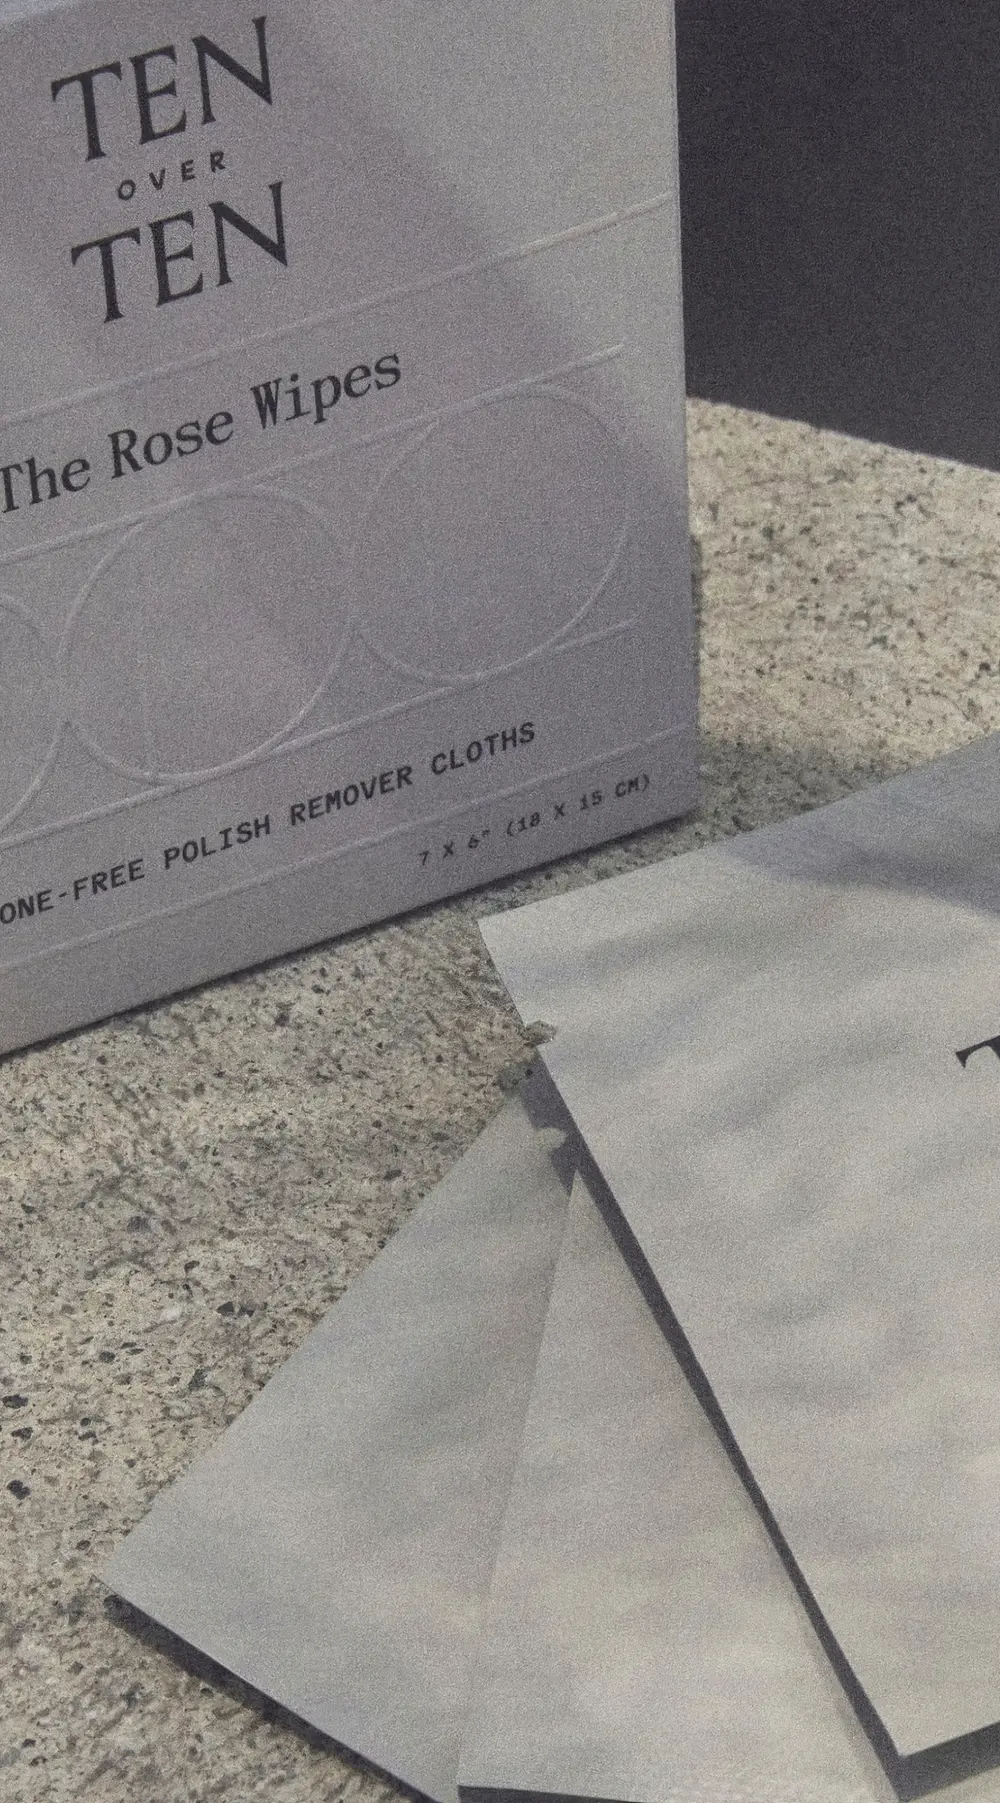 TEN
OVER
TEN
The Rose Wipes
ONE-FREE POLISH REMOVER CLOTHS
7 X 6" (18 X 15 CM)